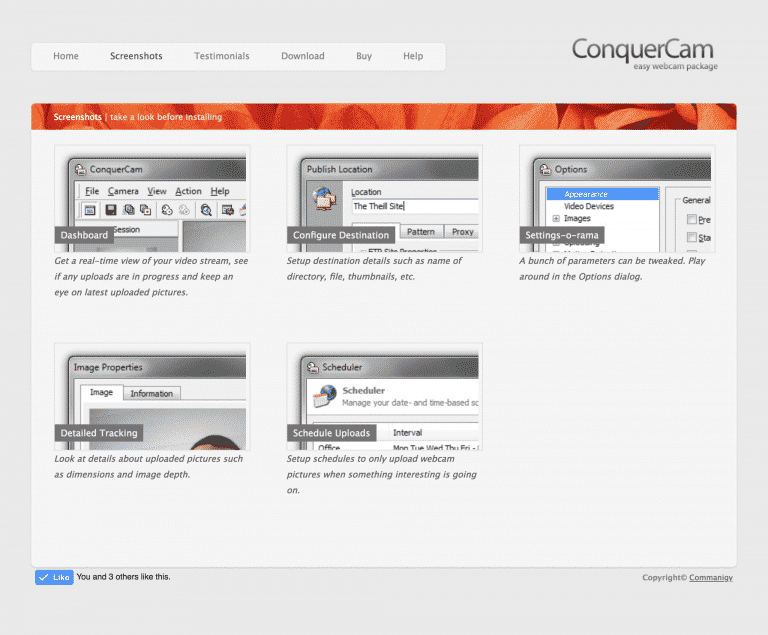 Home Screenshots Testimonials Download Buy Help
ConquerCam
easy webcam package
Screenshots | take a look before installing
ConquerCam
File Camera View Action Help
Session
Dashboard
Get a real-time view of your video stream, see
if any uploads are in progress and keep an
eye on latest uploaded pictures.
Publish Location
Location
The Theill Site
Pattern Proxy
Configure Destination
Setup destination details such as name of
directory, file, thumbnails, etc.
Options
Appearance
Video Devices
Images
General
Pre
Sta
Settings-o-rama
A bunch of parameters can be tweaked. Play
around in the Options dialog.
Image Properties
Image Information
Detailed Tracking
Look at details about uploaded pictures such
as dimensions and image depth.
Scheduler
Scheduler
Manage your date- and time-based sc
Interval
Office Mon Tue Wed Thu Fri -
Schedule Uploads
Setup schedules to only upload webcam
pictures when something interesting is going
on.
Like You and 3 others like this.
Copyright© Commanigy